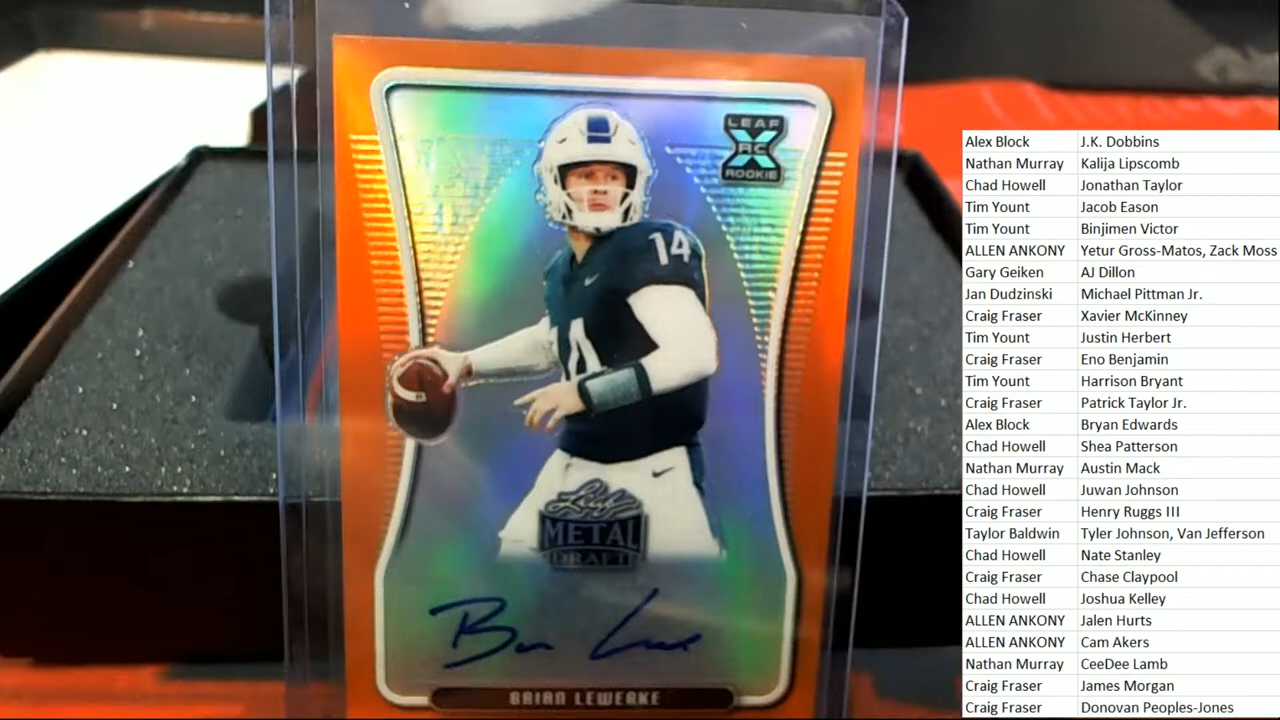 LEAF
X
RC
ROOKIE
14
14
Leaf
METAL
DRAFT
BRIAN LEWERKE
Alex Block J.K. Dobbins
Nathan Murray Kalija Lipscomb
Chad Howell Jonathan Taylor
Tim Yount Jacob Eason
Tim Yount Binjimen Victor
ALLEN ANKONY Yetur Gross-Matos, Zack Moss
Gary Geiken AJ Dillon
Jan Dudzinski Michael Pittman Jr.
Craig Fraser Xavier McKinney
Tim Yount Justin Herbert
Craig Fraser Eno Benjamin
Tim Yount Harrison Bryant
Craig Fraser Patrick Taylor Jr.
Alex Block Bryan Edwards
Chad Howell Shea Patterson
Nathan Murray Austin Mack
Chad Howell Juwan Johnson
Craig Fraser Henry Ruggs III
Taylor Baldwin Tyler Johnson, Van Jefferson
Chad Howell Nate Stanley
Craig Fraser Chase Claypool
Chad Howell Joshua Kelley
ALLEN ANKONY Jalen Hurts
ALLEN ANKONY Cam Akers
Nathan Murray CeeDee Lamb
Craig Fraser James Morgan
Craig Fraser Donovan Peoples-Jones